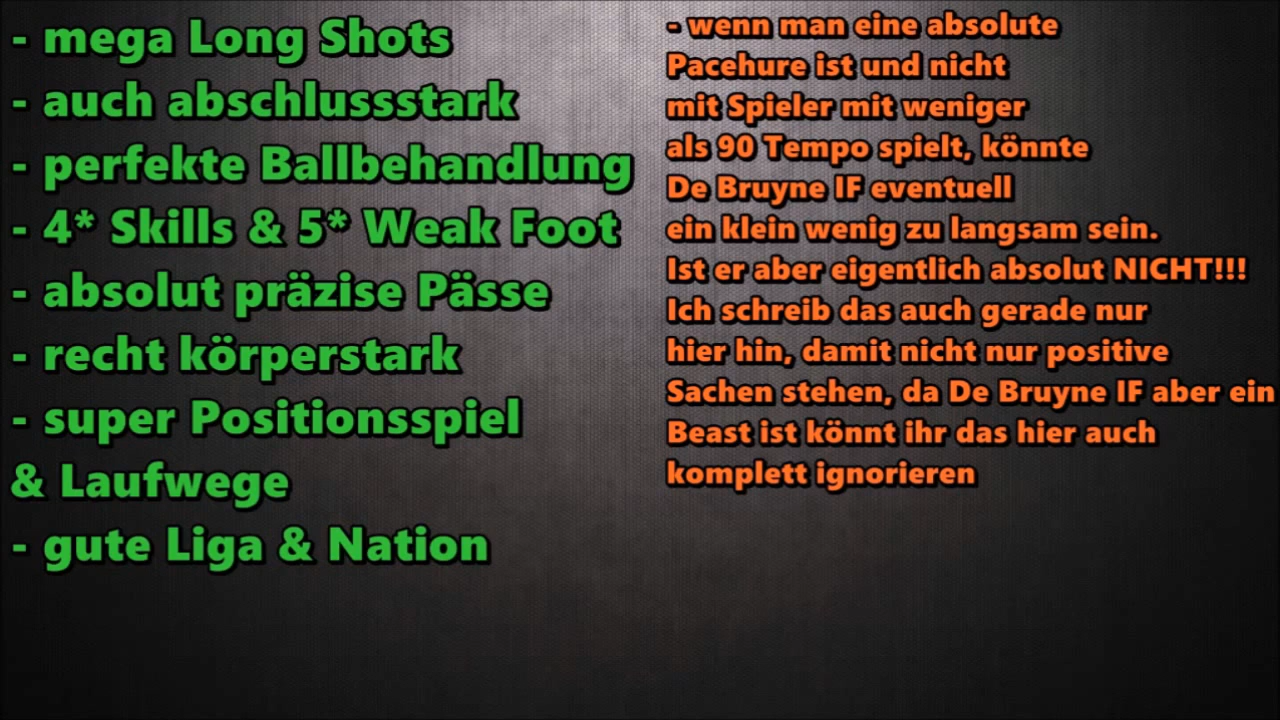 - mega Long Shots
- auch abschlussstark
- perfekte Ballbehandlung
- 4* Skills & 5* Weak Foot
- absolut präzise Pässe
- recht körperstark
- super Positionsspiel
& Laufwege
- gute Liga & Nation
- wenn man eine absolute
Pacehure ist und nicht
mit Spieler mit weniger
als 90 Tempo spielt, könnte
De Bruyne IF eventuell
ein klein wenig zu langsam sein.
Ist er aber eigentlich absolut NICHT!!!
Ich schreib das auch gerade nur
hier hin, damit nicht nur positive
Sachen stehen, da De Bruyne IF aber ein
Beast ist könnt ihr das hier auch
komplett ignorieren